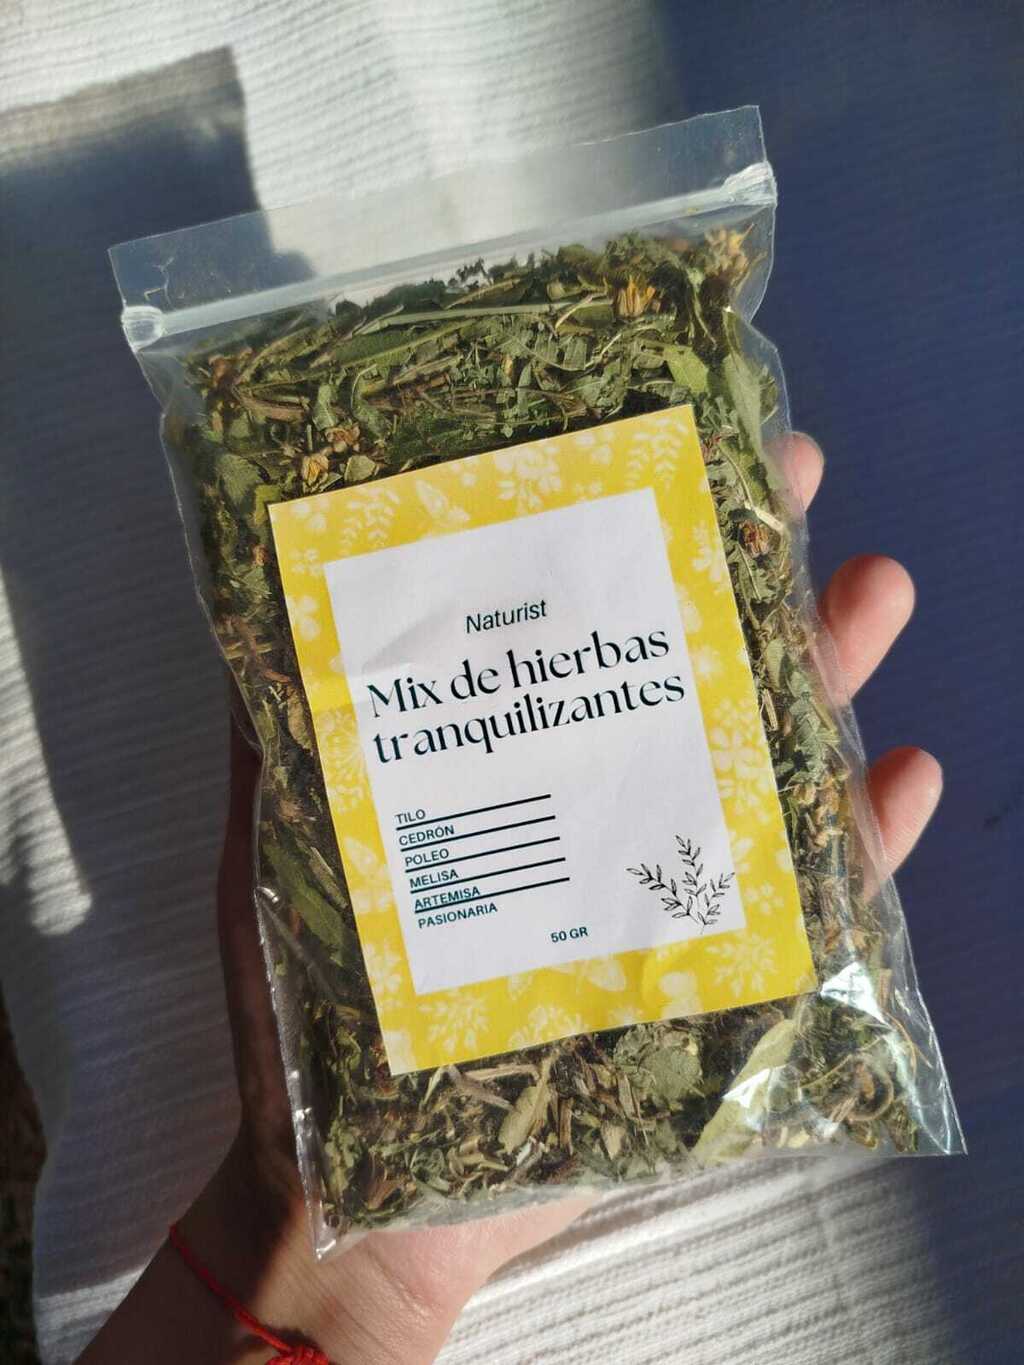 Naturist
Mix de hierbas
tranquilizantes
TILO
CEDRÓN
POLEO
MELISA
ARTEMISA
PASIONARIA
50 GR